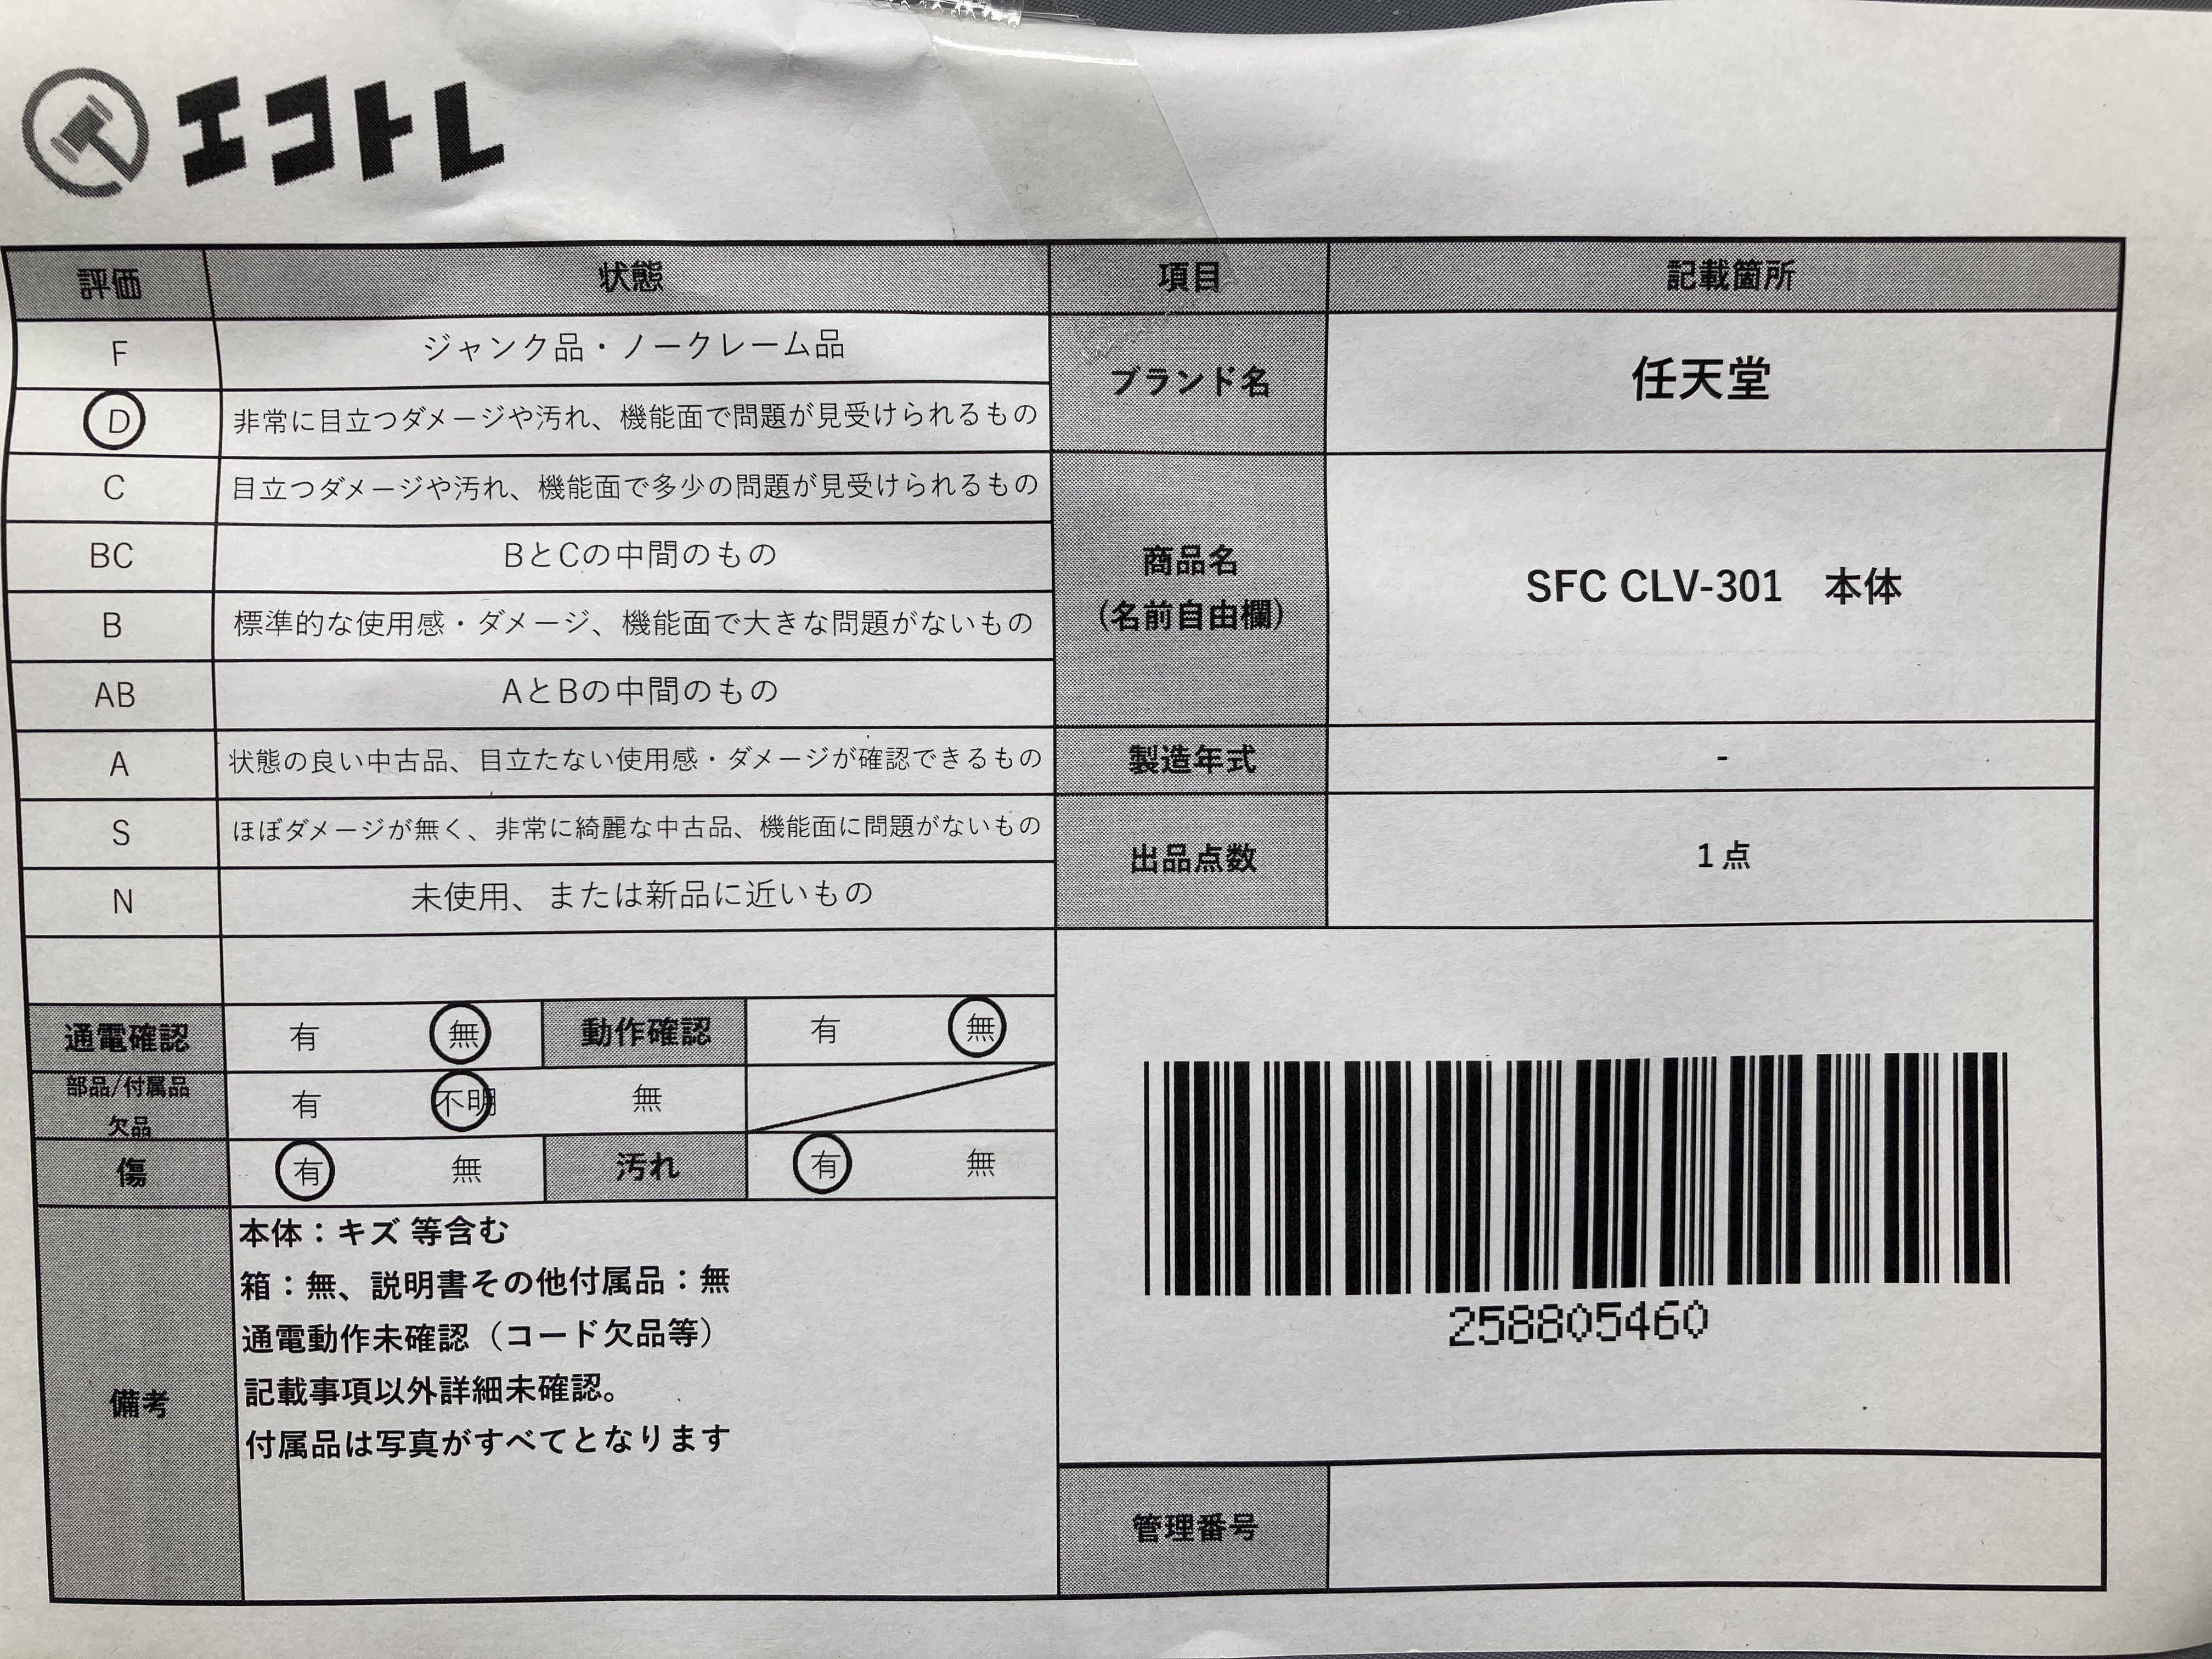 エコトレ
評価 状態 項目 記載箇所
F ジャンク品・ノークレーム品
D 非常に目立つダメージや汚れ、機能面で問題が見受けられるもの
ブランド名 任天堂
C 目立つダメージや汚れ、機能面で多少の問題が見受けられるもの
BC BとCの中間のもの
B 標準的な使用感・ダメージ、機能面で大きな問題がないもの
AB AとBの中間のもの
商品名
(名前自由欄)
SFC CLV-301 本体
A 状態の良い中古品、目立たない使用感・ダメージが確認できるもの
製造年式 -
S ほぼダメージが無く、非常に綺麗な中古品、機能面に問題がないもの
N 未使用、または新品に近いもの
出品点数 1点
通電確認 有 無 動作確認 有 無
部品/付属品
欠品
有 不明 無
傷 有 無 汚れ 有 無
備考
本体：キズ 等含む
箱：無、説明書その他付属品：無
通電動作未確認（コード欠品等）
記載事項以外詳細未確認。
付属品は写真がすべてとなります
258805460
管理番号